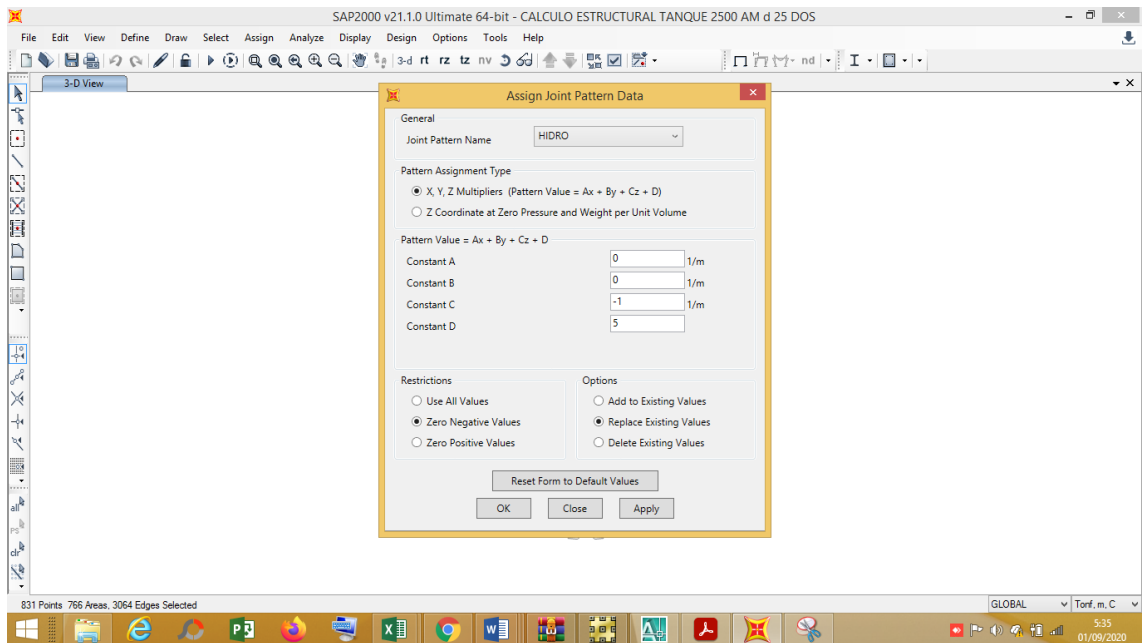 SAP2000 v21.1.0 Ultimate 64-bit - CALCULO ESTRUCTURAL TANQUE 2500 AM d 25 DOS
File Edit View Define Draw Select Assign Analyze Display Design Options Tools Help
3-d rt rz tz nv nd
3-D View
Assign Joint Pattern Data
General
Joint Pattern Name HIDRO
Pattern Assignment Type
X, Y, Z Multipliers (Pattern Value = Ax + By + Cz + D)
Z Coordinate at Zero Pressure and Weight per Unit Volume
Pattern Value = Ax + By + Cz + D
Constant A 0 1/m
Constant B 0 1/m
Constant C -1 1/m
Constant D 5
Restrictions Options
Use All Values Add to Existing Values
Zero Negative Values Replace Existing Values
Zero Positive Values Delete Existing Values
Reset Form to Default Values
OK Close Apply
all
ps
clr
831 Points 766 Areas, 3064 Edges Selected GLOBAL Tonf, m, C
5:35
01/09/2020